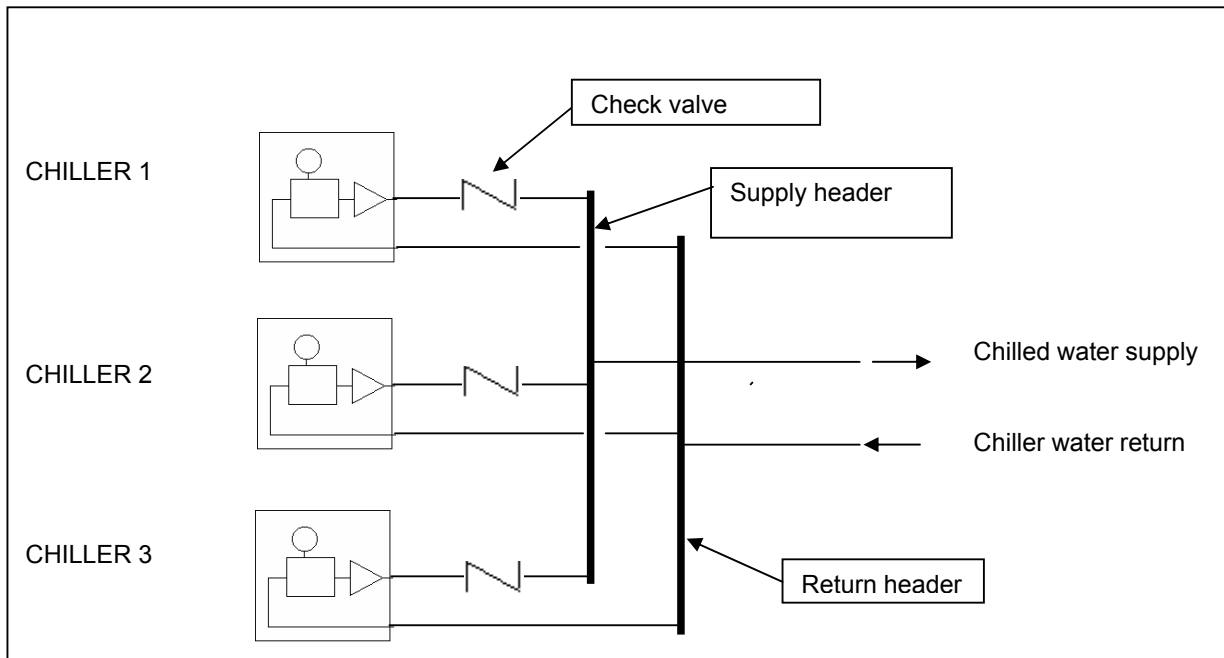 Check valve
CHILLER 1
Supply header
CHILLER 2
Chilled water supply
Chiller water return
CHILLER 3
Return header